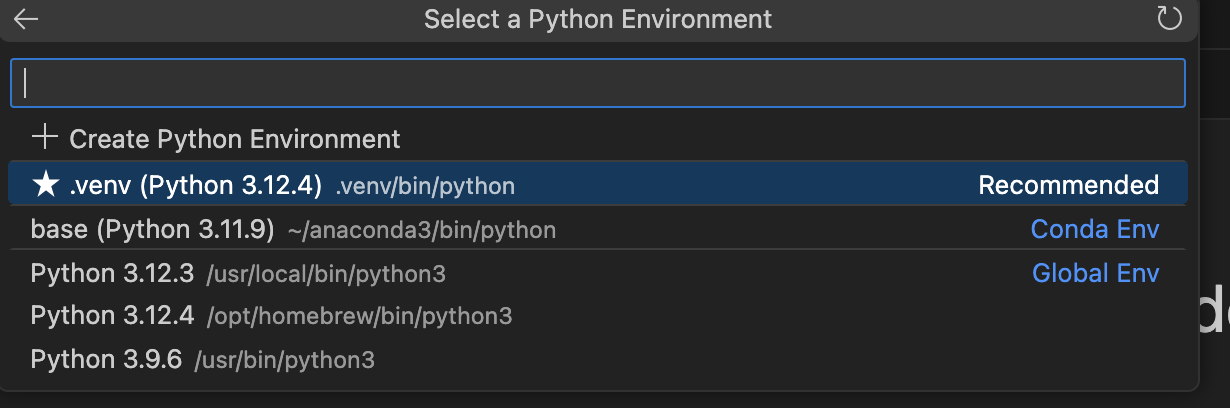 Select a Python Environment
Create Python Environment
.venv (Python 3.12.4) .venv/bin/python Recommended
base (Python 3.11.9) ~/anaconda3/bin/python Conda Env
Python 3.12.3 /usr/local/bin/python3 Global Env
Python 3.12.4 /opt/homebrew/bin/python3
Python 3.9.6 /usr/bin/python3